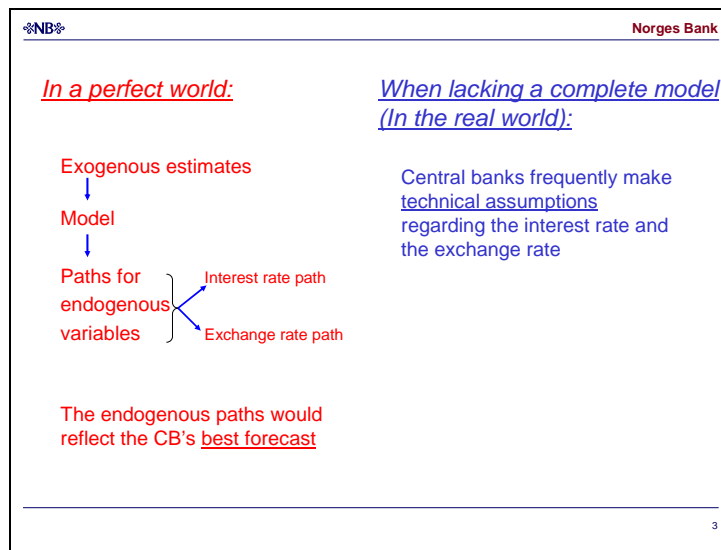 NB
Norges Bank
In a perfect world:
Exogenous estimates
Model
Paths for
endogenous
variables
Interest rate path
Exchange rate path
The endogenous paths would
reflect the CB's best forecast
When lacking a complete model
(In the real world):
Central banks frequently make
technical assumptions
regarding the interest rate and
the exchange rate
3